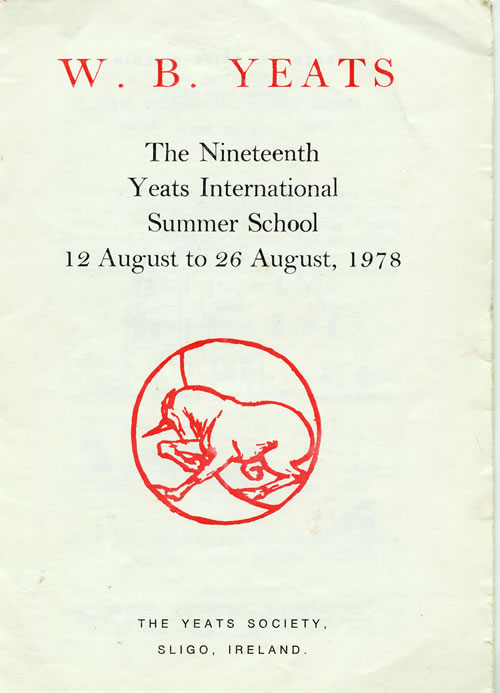 W. B. YEATS
The Nineteenth
Yeats International
Summer School
12 August to 26 August, 1978
THE YEATS SOCIETY,
SLIGO, IRELAND.